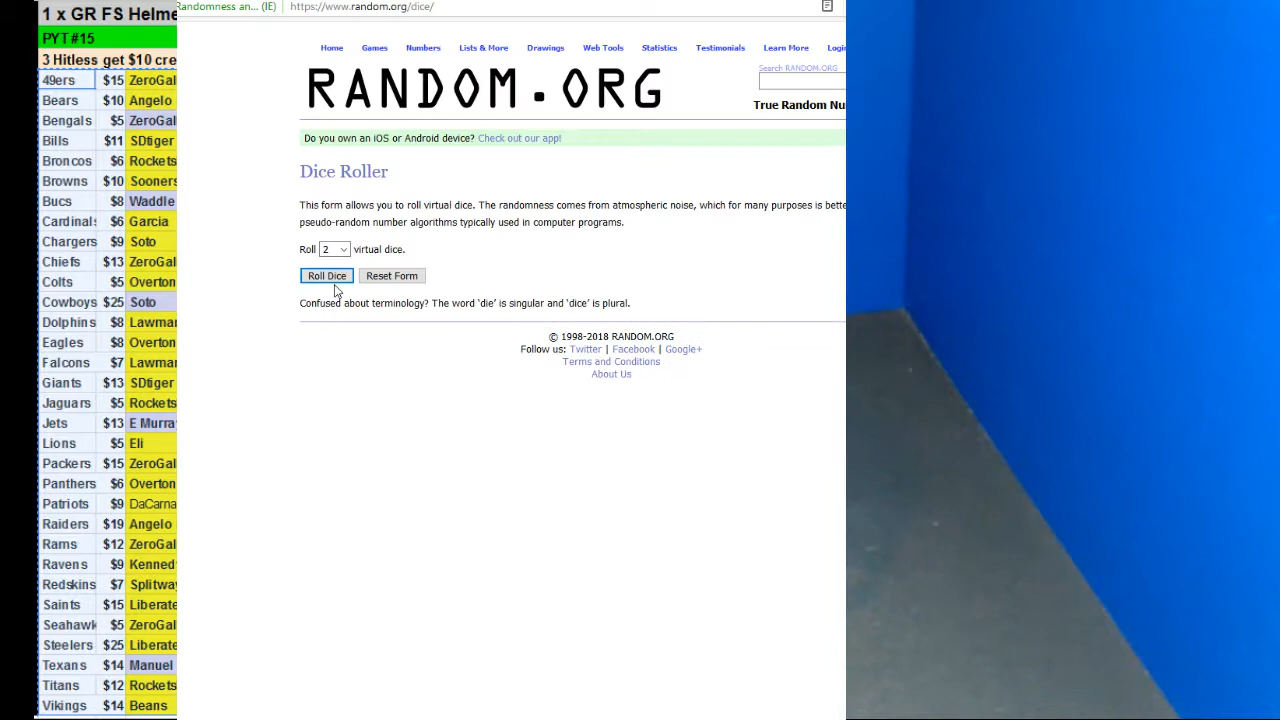 1 x GR FS Helme
PYT #15
3 Hitless get $10 cre
49ers $15 ZeroGal
Bears $10 Angelo
Bengals $5 ZeroGal
Bills $11 SDtiger
Broncos $6 Rockets
Browns $10 Sooners
Bucs $8 Waddle
Cardinals $6 Garcia
Chargers $9 Soto
Chiefs $13 ZeroGal
Colts $5 Overton
Cowboys $25 Soto
Dolphins $8 Lawman
Eagles $8 Overton
Falcons $7 Lawman
Giants $13 SDtiger
Jaguars $5 Rockets
Jets $13 E Murra
Lions $5 Eli
Packers $15 ZeroGal
Panthers $6 Overton
Patriots $9 DaCarna
Raiders $19 Angelo
Rams $12 ZeroGal
Ravens $9 Kenned
Redskins $7 Splitway
Saints $15 Liberate
Seahawk $5 ZeroGal
Steelers $25 Liberate
Texans $14 Manuel
Titans $12 Rockets
Vikings $14 Beans
Randomness an... (IE) https://www.random.org/dice/
Home Games Numbers Lists & More Drawings Web Tools Statistics Testimonials Learn More Login
RANDOM.ORG
Search RANDOM.ORG
True Random Nu
Do you own an iOS or Android device? Check out our app!
Dice Roller
This form allows you to roll virtual dice. The randomness comes from atmospheric noise, which for many purposes is bette
pseudo-random number algorithms typically used in computer programs.
Roll 2 virtual dice.
Roll Dice Reset Form
Confused about terminology? The word ‘die’ is singular and ‘dice’ is plural.
© 1998-2018 RANDOM.ORG
Follow us: Twitter | Facebook | Google+
Terms and Conditions
About Us